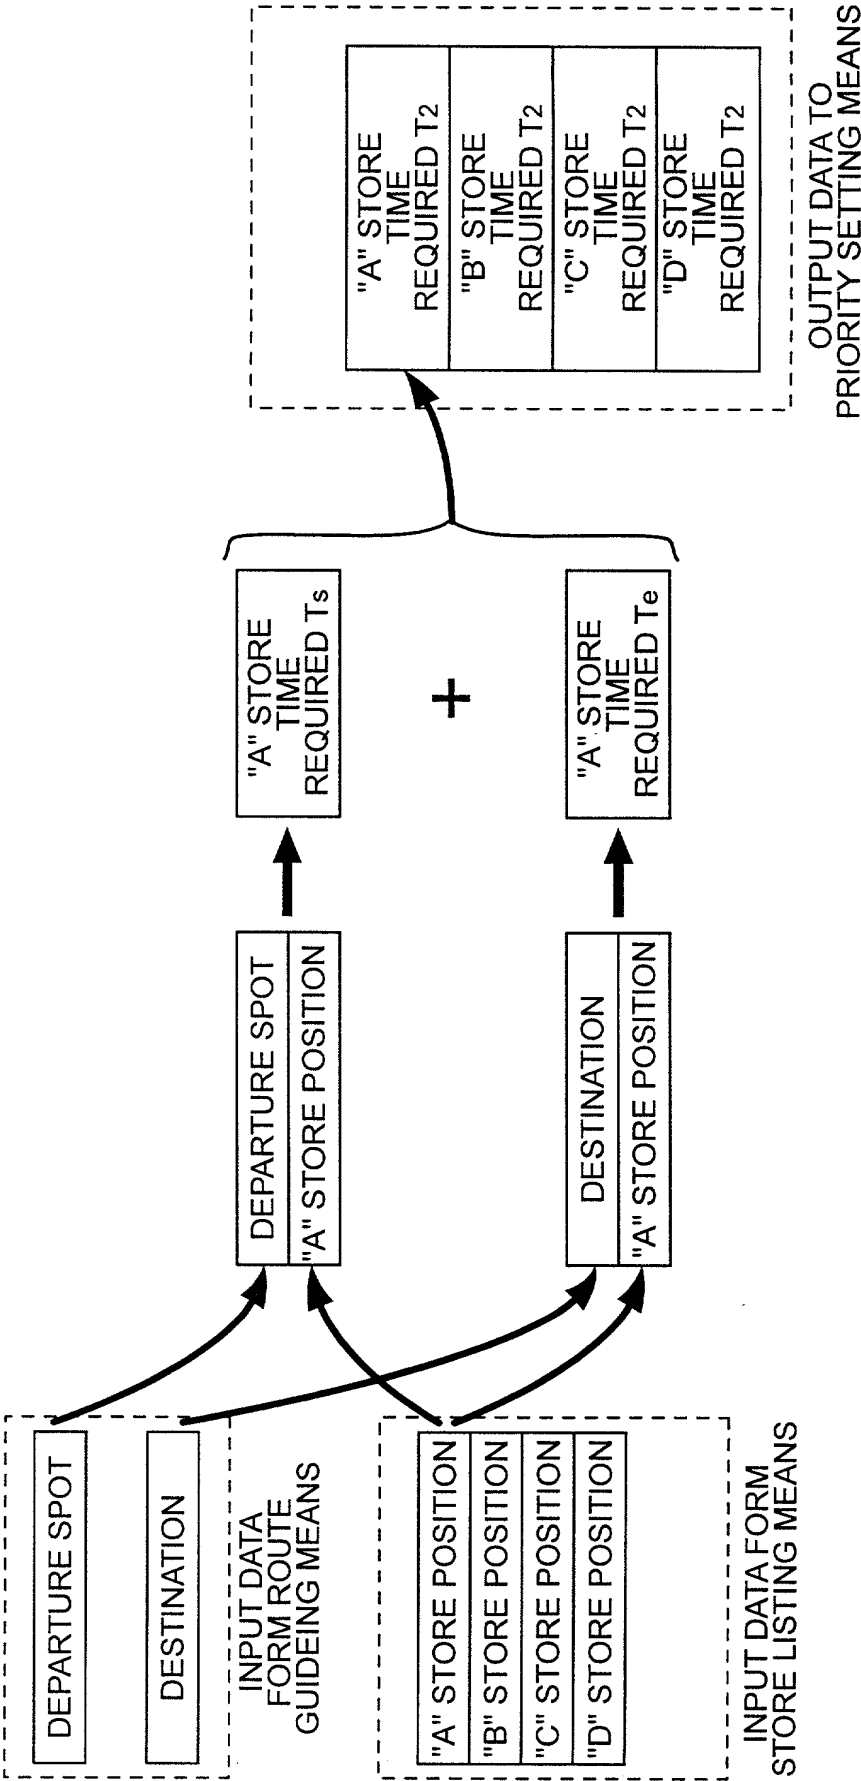 DEPARTURE SPOT
DESTINATION
INPUT DATA
FORM ROUTE
GUIDEING MEANS
"A" STORE POSITION
"B" STORE POSITION
"C" STORE POSITION
"D" STORE POSITION
INPUT DATA FORM
STORE LISTING MEANS
DEPARTURE SPOT
"A" STORE POSITION
DESTINATION
"A" STORE POSITION
"A" STORE
TIME
REQUIRED Ts
+
"A" STORE
TIME
REQUIRED Te
"A" STORE
TIME
REQUIRED T2
"B" STORE
TIME
REQUIRED T2
"C" STORE
TIME
REQUIRED T2
"D" STORE
TIME
REQUIRED T2
OUTPUT DATA TO
PRIORITY SETTING MEANS